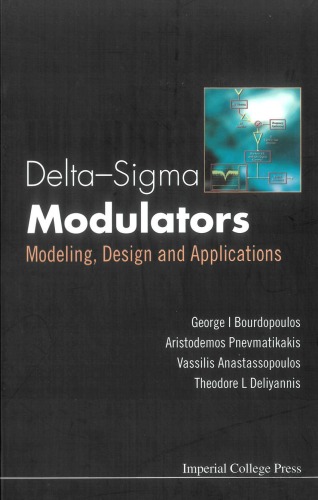 Delta–Sigma
Modulators
Modeling, Design and Applications
George I Bourdopoulos
Aristodemos Pnevmatikakis
Vassilis Anastassopoulos
Theodore L Deliyannis
Imperial College Press